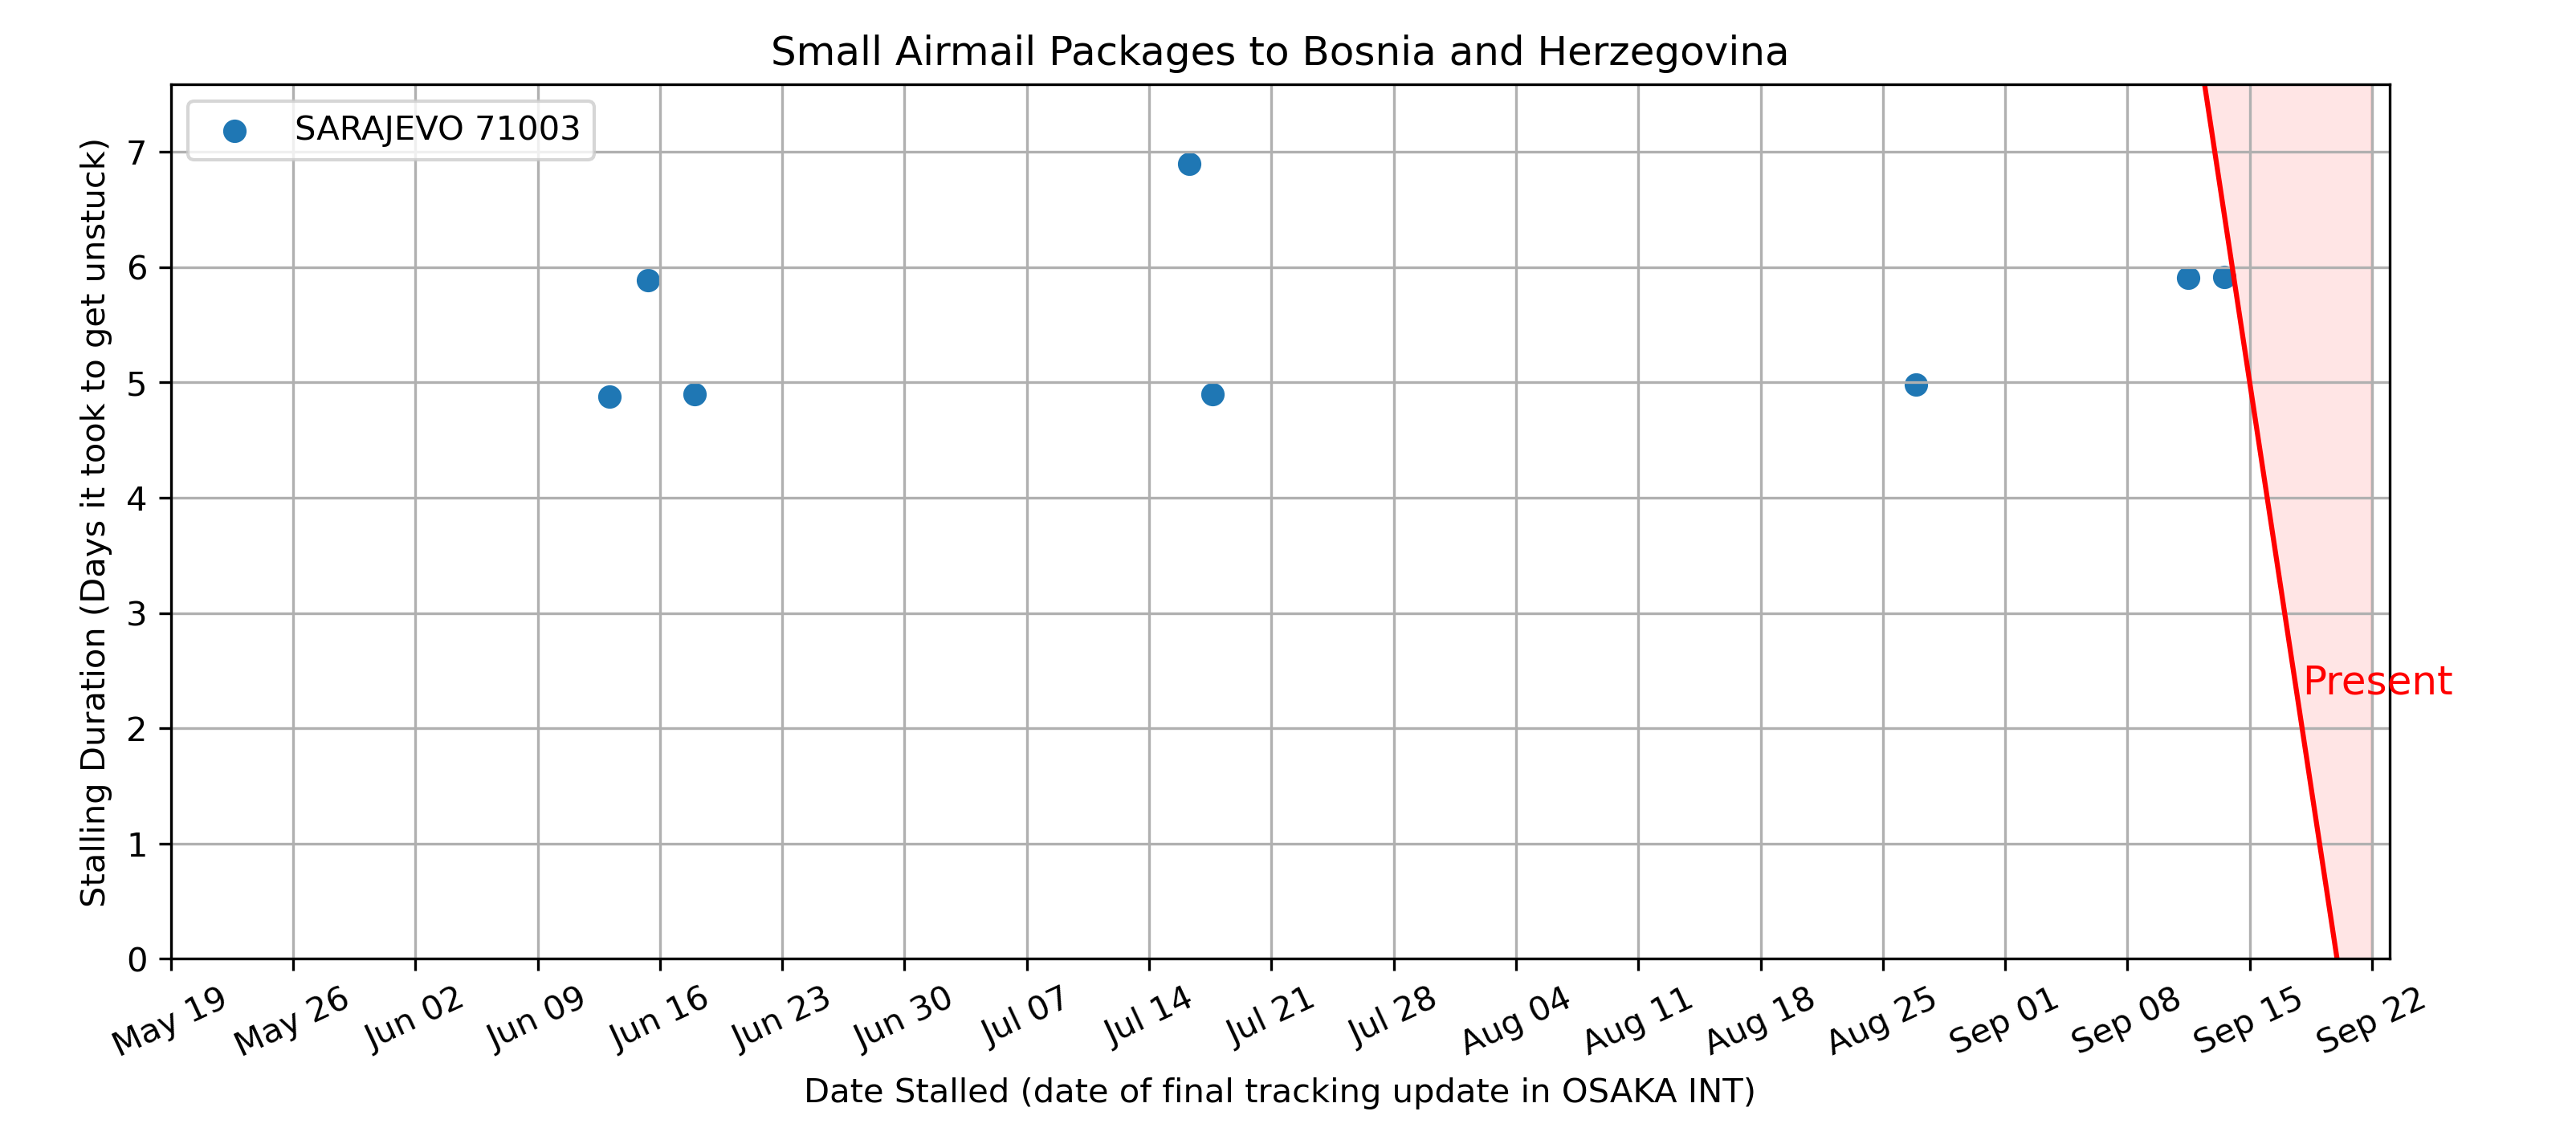 Small Airmail Packages to Bosnia and Herzegovina
SARAJEVO 71003
Stalling Duration (Days it took to get unstuck)
7
6
5
4
3
2
1
0
Present
May 19
May 26
Jun 02
Jun 09
Jun 16
Jun 23
Jun 30
Jul 07
Jul 14
Jul 21
Jul 28
Aug 04
Aug 11
Aug 18
Aug 25
Sep 01
Sep 08
Sep 15
Sep 22
Date Stalled (date of final tracking update in OSAKA INT)